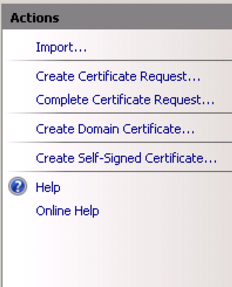 Actions
Import...
Create Certificate Request...
Complete Certificate Request...
Create Domain Certificate...
Create Self-Signed Certificate...
Help
Online Help